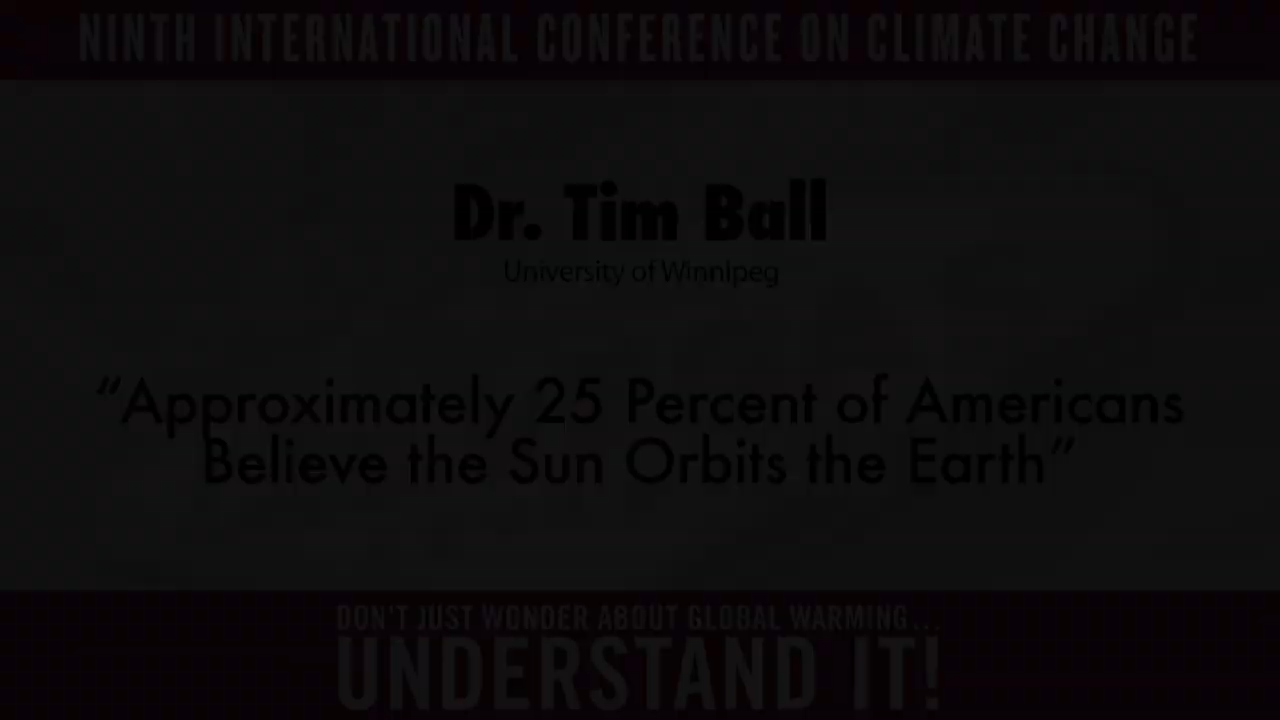 NINTH INTERNATIONAL CONFERENCE ON CLIMATE CHANGE
Dr. Tim Ball
University of Winnipeg
“Approximately 25 Percent of Americans
Believe the Sun Orbits the Earth”
DON'T JUST WONDER ABOUT GLOBAL WARMING...
UNDERSTAND IT!